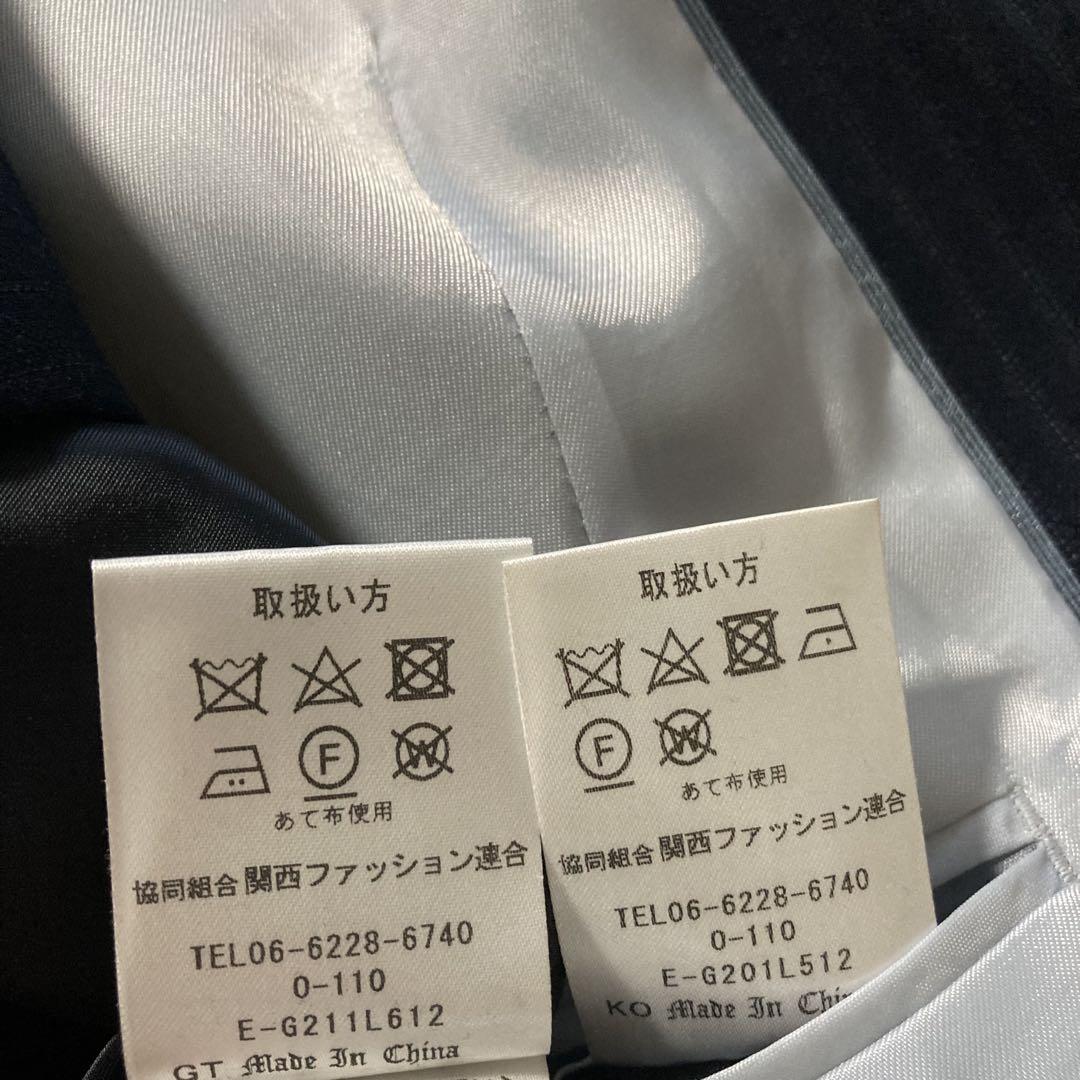 取扱い方
F
W
あて布使用
協同組合 関西ファッション連合
TEL06-6228-6740
0-110
E-G211L612
GT Made In China
取扱い方
F
W
あて布使用
協同組合 関西ファッション連合
TEL06-6228-6740
0-110
E-G201L512
KO Made In China